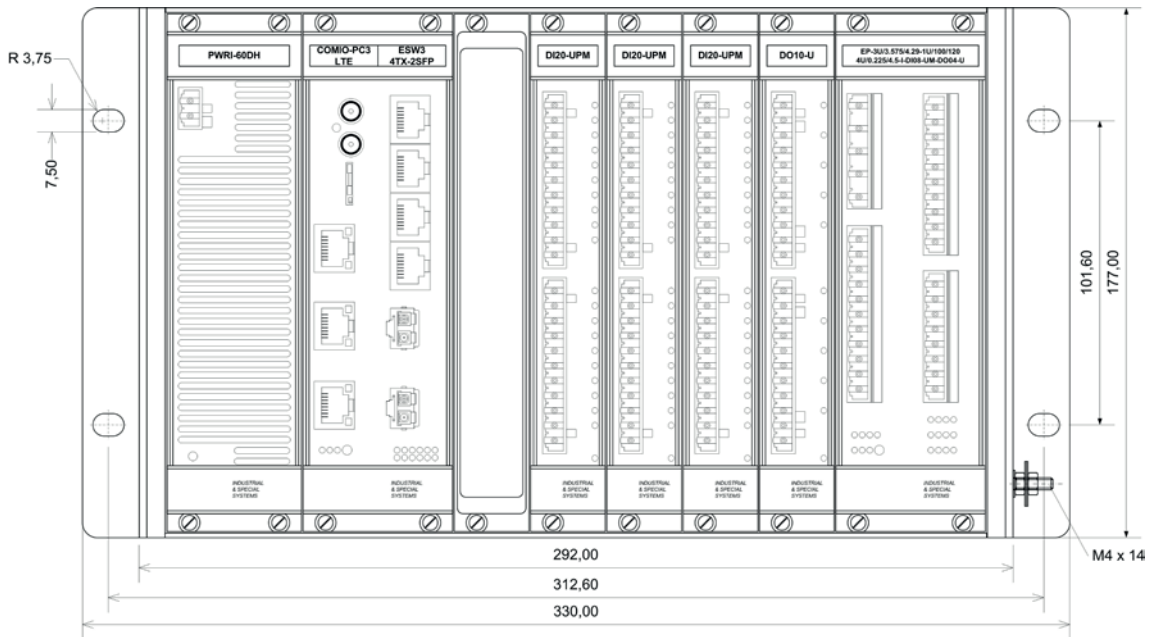 PWRI-60DH
COMIO-PC3
LTE
ESW3
4TX-2SFP
DI20-UPM
DI20-UPM
DI20-UPM
DO10-U
EP-3U/3.575/4.29-1U/100/120
4U/0.225/4.5-I-DI08-UM-DO04-U
R 3,75
7,50
101,60
177,00
INDUSTRIAL
& SPECIAL
SYSTEMS
INDUSTRIAL
& SPECIAL
SYSTEMS
INDUSTRIAL
& SPECIAL
SYSTEMS
INDUSTRIAL
& SPECIAL
SYSTEMS
INDUSTRIAL
& SPECIAL
SYSTEMS
INDUSTRIAL
& SPECIAL
SYSTEMS
INDUSTRIAL
& SPECIAL
SYSTEMS
M4 x 14
292,00
312,60
330,00